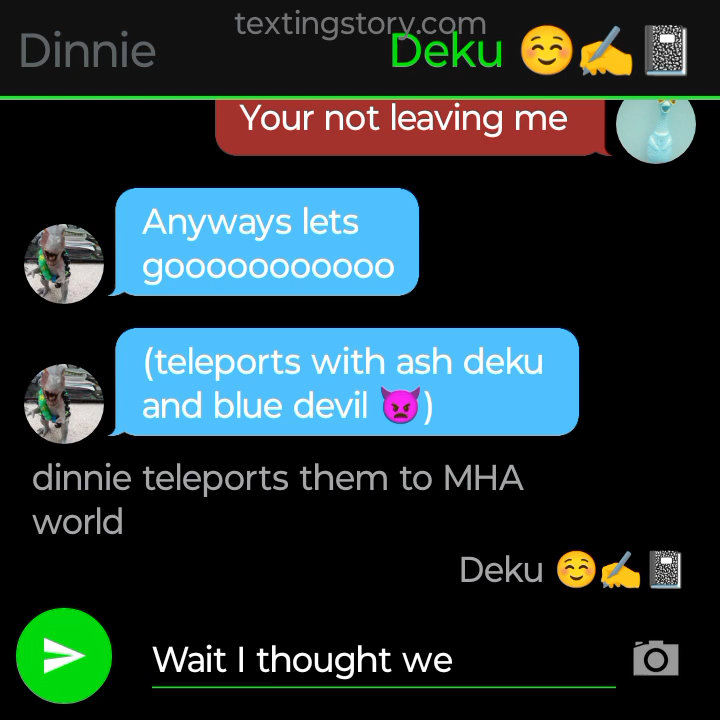 textingstory.com
Dinnie Deku ☺️✍️📓
Your not leaving me
Anyways lets
gooooooooooo
(teleports with ash deku
and blue devil 👿)
dinnie teleports them to MHA
world
Deku ☺️✍️📓
Wait I thought we